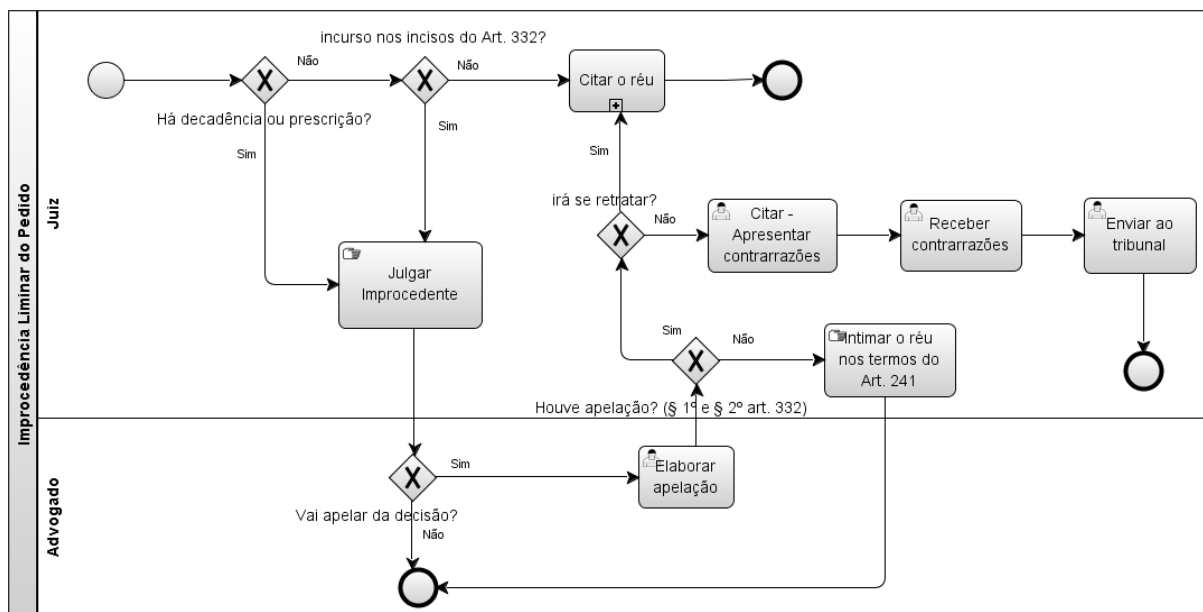 Improcedência Liminar do Pedido
Juiz
incurso nos incisos do Art. 332?
Não
Não
Há decadência ou prescrição?
Sim
Sim
Citar o réu
Sim
irá se retratar?
Não
Citar -
Apresentar
contrarrazões
Receber
contrarrazões
Enviar ao
tribunal
Julgar
Improcedente
Sim
Não
Intimar o réu
nos termos do
Art. 241
Houve apelação? (§ 1º e § 2º art. 332)
Advogado
Sim
Elaborar
apelação
Vai apelar da decisão?
Não